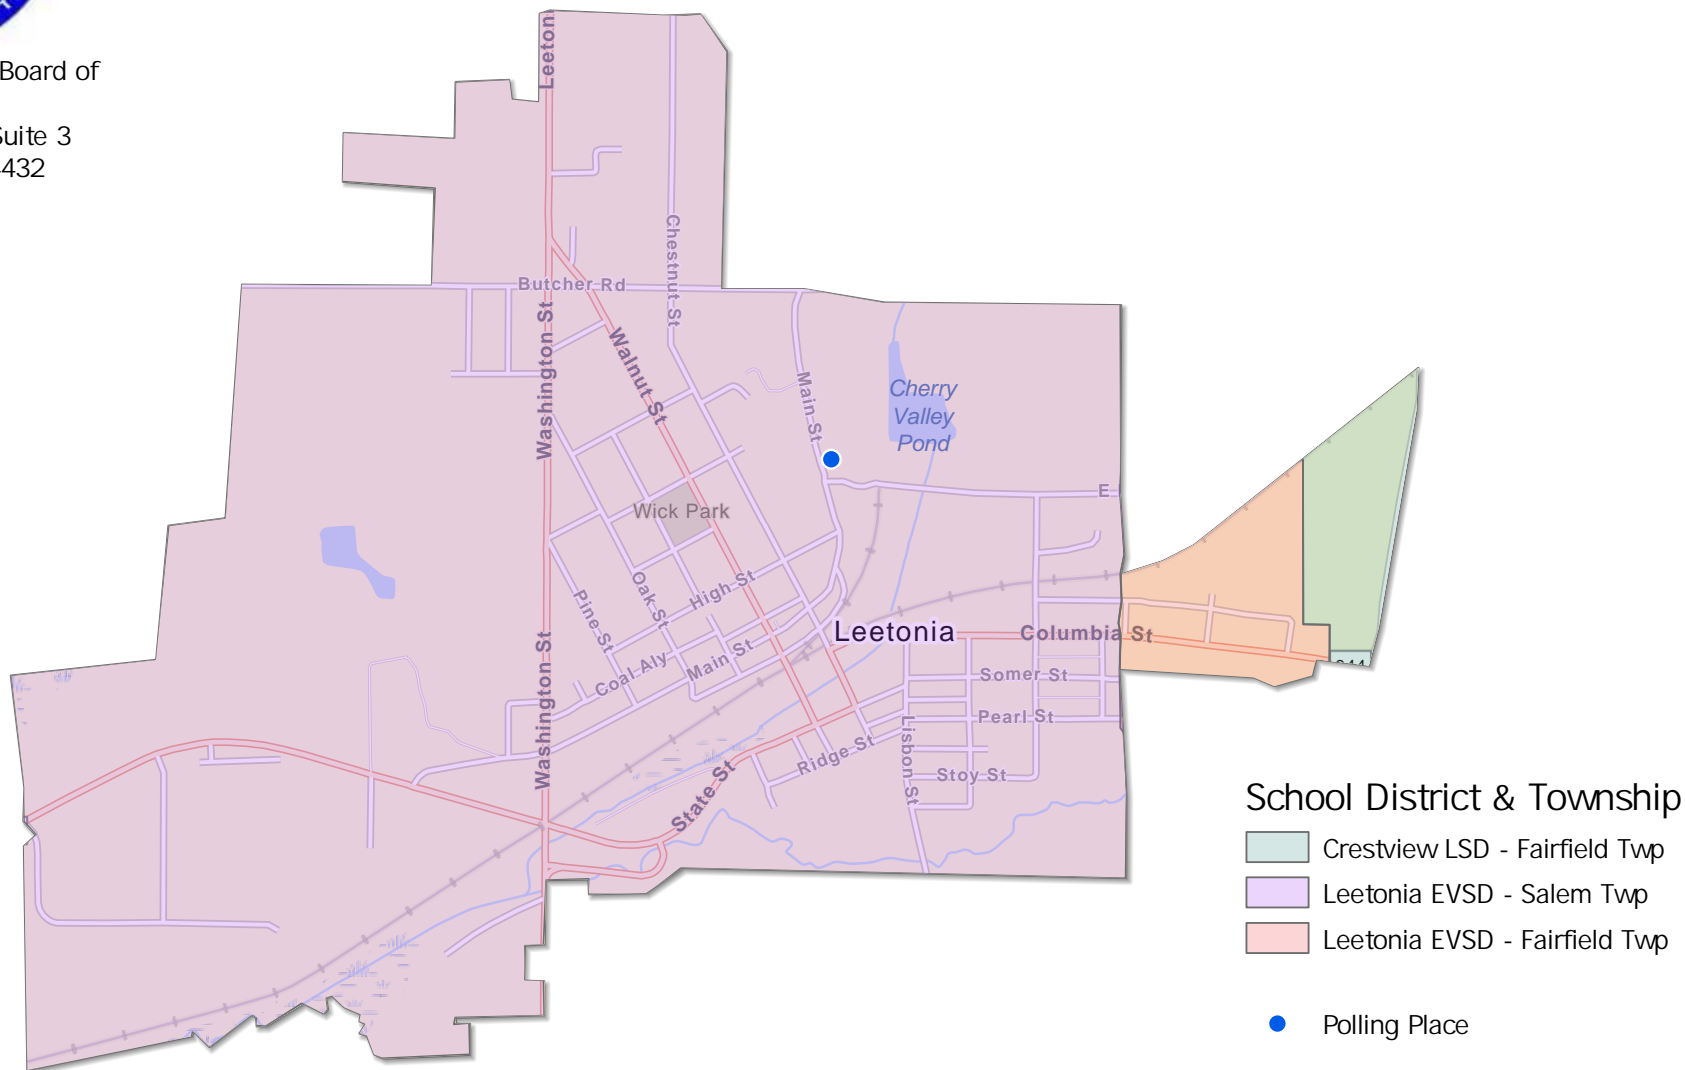 Board of
Suite 3
432
Leeton
Chestnut St
Butcher Rd
Washington St
Walnut St
Main St
Cherry
Valley
Pond
E
Wick Park
Oak St
High St
Pine St
Leetonia
Columbia St
Coal Aly
Main St
Washington St
Somer St
Pearl St
Lisbon St
Ridge St
Stoy St
State St
School District & Township
Crestview LSD - Fairfield Twp
Leetonia EVSD - Salem Twp
Leetonia EVSD - Fairfield Twp
Polling Place